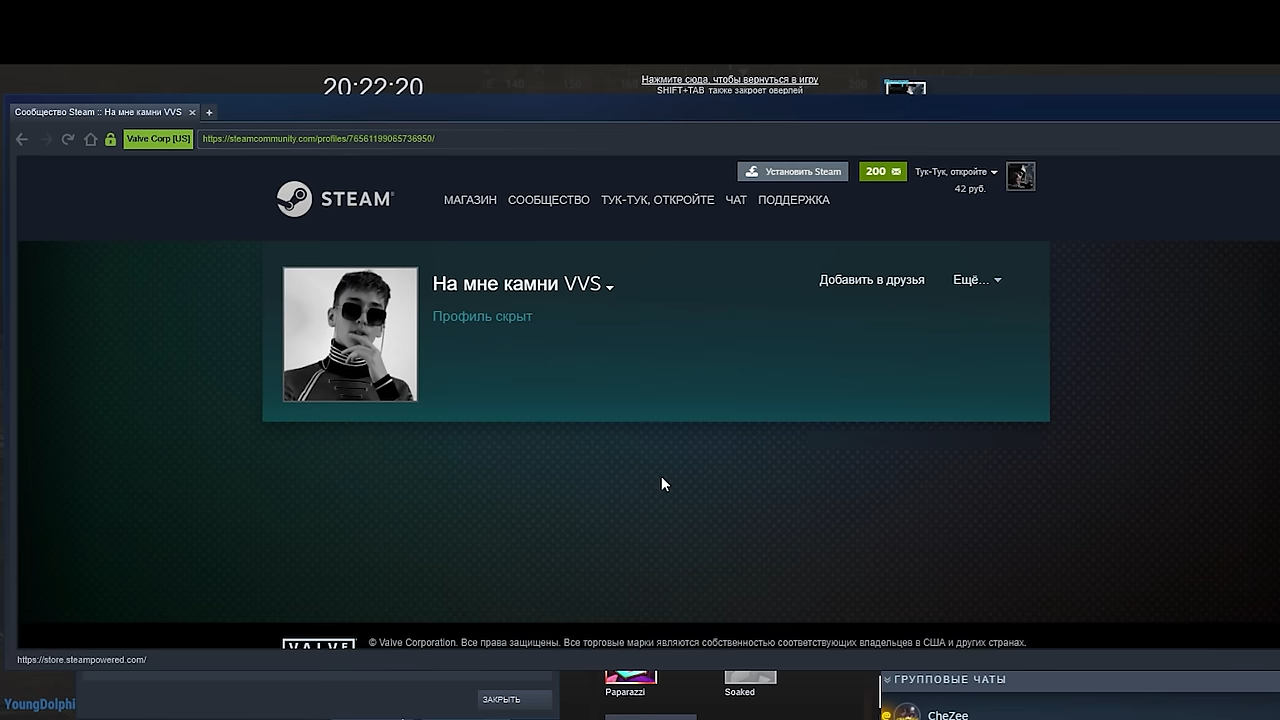 20:22:20
Нажмите сюда, чтобы вернуться в игру
SHIFT+TAB также закроет оверлей
Сообщество Steam :: На мне камни VVS
Valve Corp [US]
https://steamcommunity.com/profiles/76561199065736950/
Установить Steam
200
Тук-Тук, откройте
42 руб.
STEAM
МАГАЗИН СООБЩЕСТВО ТУК-ТУК, ОТКРОЙТЕ ЧАТ ПОДДЕРЖКА
На мне камни VVS
Добавить в друзья
Ещё...
Профиль скрыт
VALVE
© Valve Corporation. Все права защищены. Все торговые марки являются собственностью соответствующих владельцев в США и других странах.
https://store.steampowered.com/
Paparazzi
Soaked
ГРУППОВЫЕ ЧАТЫ
ЗАКРЫТЬ
YoungDolphi
CheZee